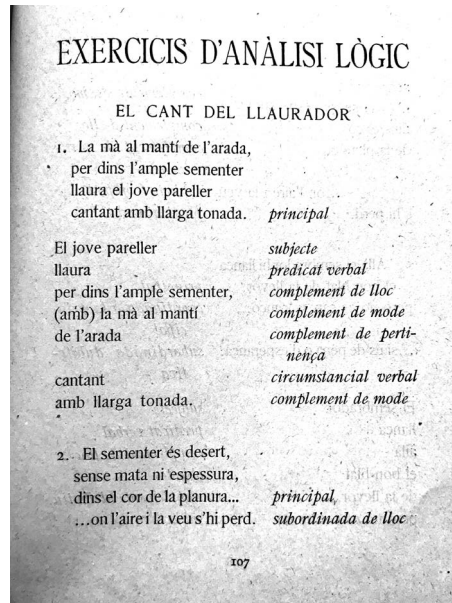 EXERCICIS D'ANÀLISI LÒGIC
EL CANT DEL LLAURADOR
1. La mà al mantí de l'arada,
per dins l'ample sementer
llaura el jove pareller
cantant amb llarga tonada. principal
El jove pareller subjecte
llaura predicat verbal
per dins l'ample sementer, complement de lloc
(amb) la mà al mantí complement de mode
de l'arada complement de perti-
nença
cantant circumstancial verbal
amb llarga tonada. complement de mode
2. El sementer és desert,
sense mata ni espessura,
dins el cor de la planura... principal
...on l'aire i la veu s'hi perd. subordinada de lloc
107